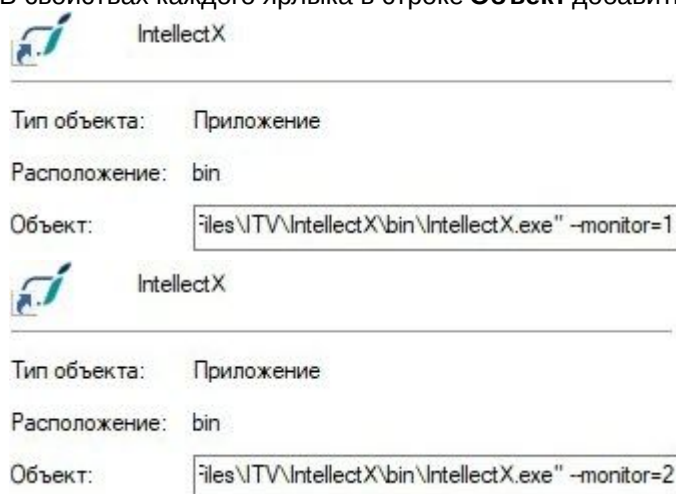 В свойствах каждого ярлыка в строке Объект добавить
IntellectX
Тип объекта: Приложение
Расположение: bin
Объект: Files\ITV\IntellectX\bin\IntellectX.exe" --monitor=1
IntellectX
Тип объекта: Приложение
Расположение: bin
Объект: Files\ITV\IntellectX\bin\IntellectX.exe" --monitor=2